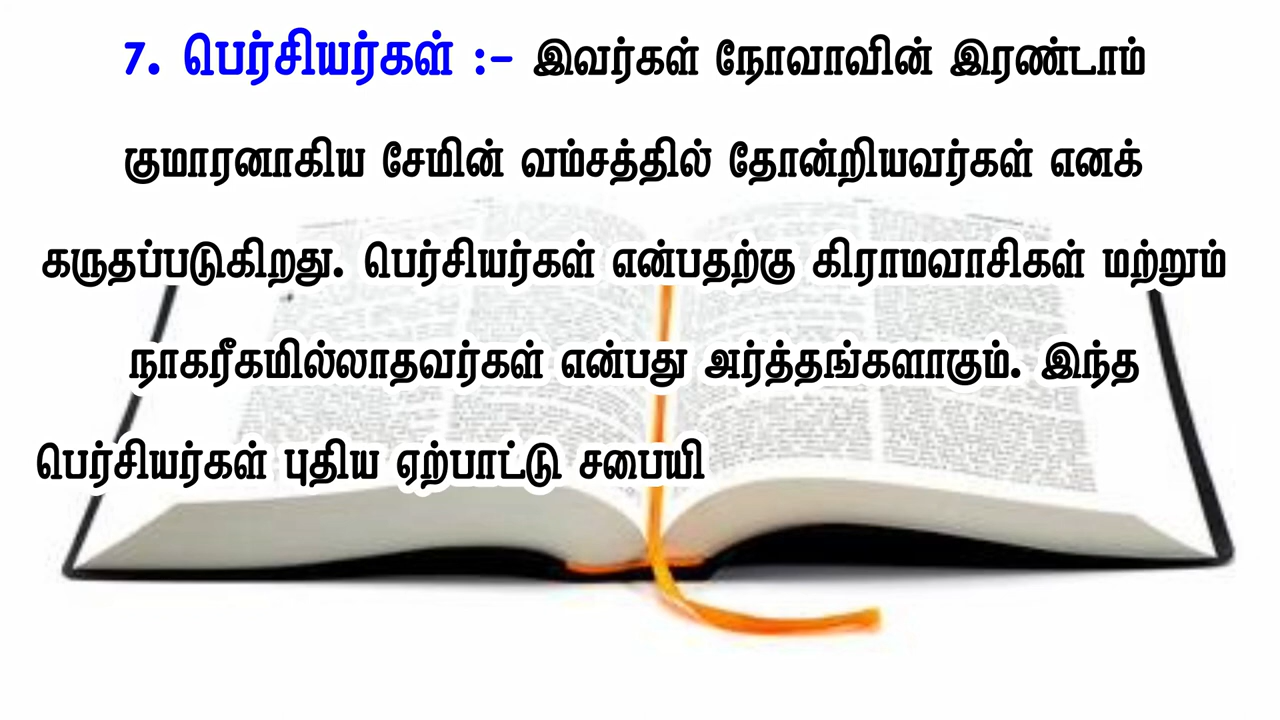 7. பெர்சியர்கள் :- இவர்கள் நோவாவின் இரண்டாம்
குமாரனாகிய சேமின் வம்சத்தில் தோன்றியவர்கள் எனக்
கருதப்படுகிறது. பெர்சியர்கள் என்பதற்கு கிராமவாசிகள் மற்றும்
நாகரீகமில்லாதவர்கள் என்பது அர்த்தங்களாகும். இந்த
பெர்சியர்கள் புதிய ஏற்பாட்டு சபையி